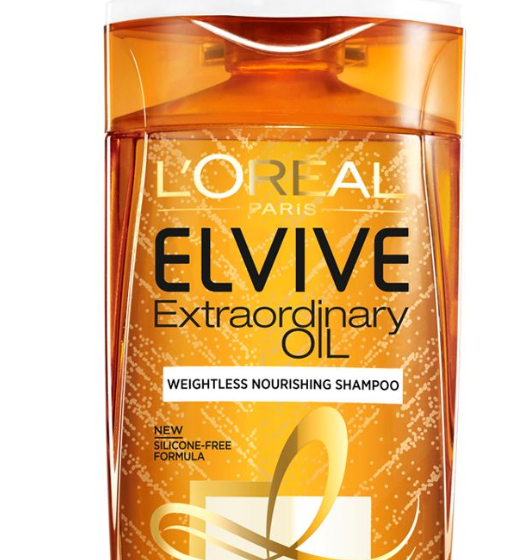 L'ORÉAL
PARIS
ELVIVE
Extraordinary
OIL
WEIGHTLESS NOURISHING SHAMPOO
NEW
SILICONE-FREE
FORMULA